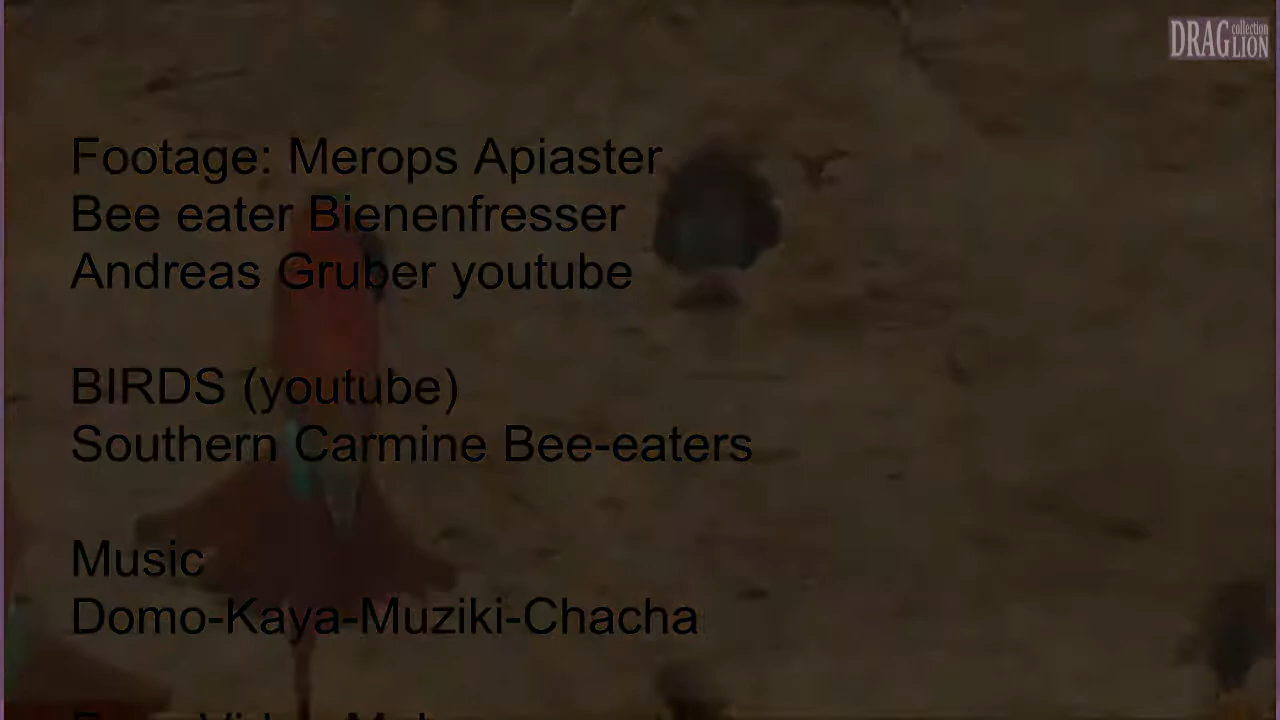 DRAG collection
LION
Footage: Merops Apiaster
Bee eater Bienenfresser
Andreas Gruber youtube
BIRDS (youtube)
Southern Carmine Bee-eaters
Music
Domo-Kaya-Muziki-Chacha